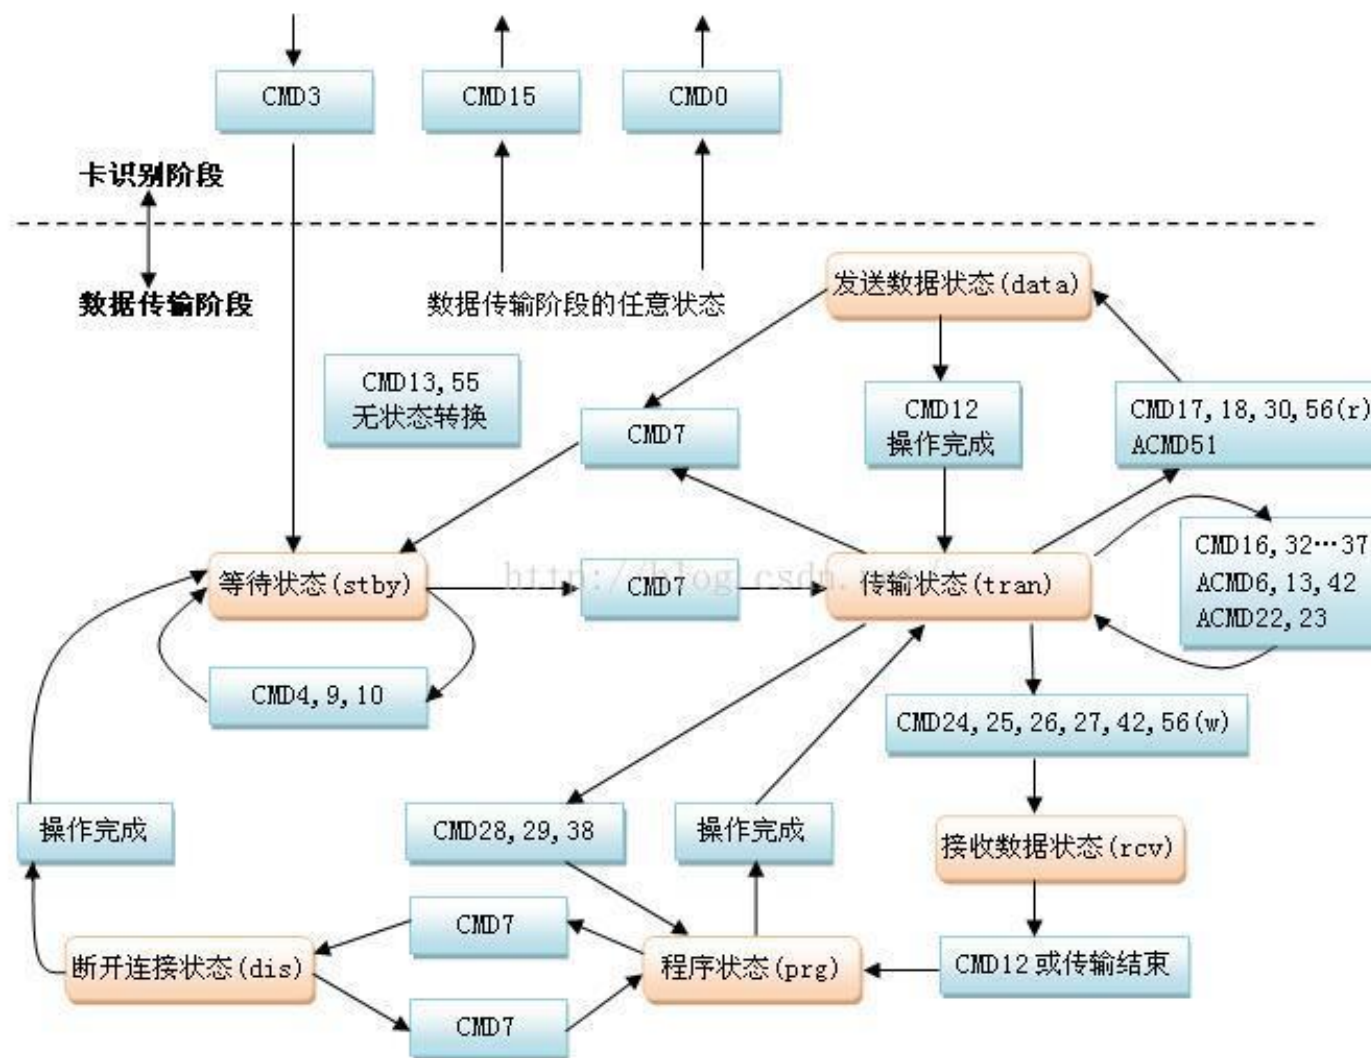 CMD3
CMD15
CMD0
卡识别阶段
数据传输阶段
数据传输阶段的任意状态
发送数据状态(data)
CMD13,55
无状态转换
CMD7
CMD12
操作完成
CMD17,18,30,56(r)
ACMD51
等待状态(stby)
CMD7
传输状态(tran)
CMD16,32…37
ACMD6,13,42
ACMD22,23
http://blog.csdn.net/
CMD4,9,10
CMD24,25,26,27,42,56(w)
操作完成
CMD28,29,38
操作完成
接收数据状态(rcv)
CMD7
断开连接状态(dis)
程序状态(prg)
CMD12或传输结束
CMD7